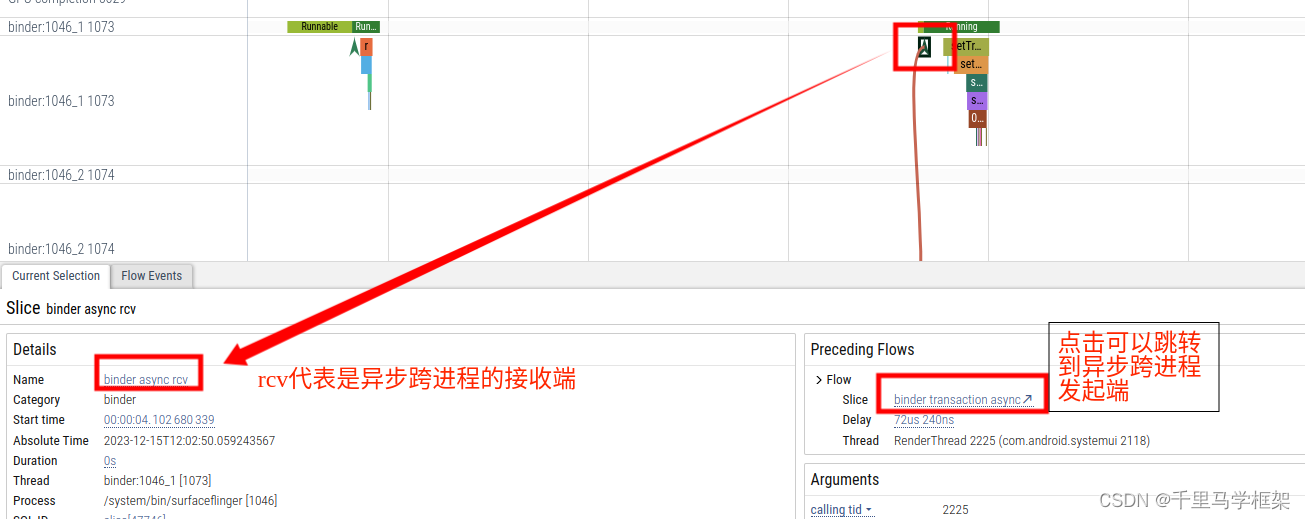 GPU completion 3029
binder:1046_1 1073
Runnable
Run...
Running
r
setTr...
set...
binder:1046_1 1073
s...
s...
0...
binder:1046_2 1074
binder:1046_2 1074
Current Selection
Flow Events
Slice binder async rcv
Details
Name binder async rcv
Category binder
Start time 00:00:04.102 680 339
Absolute Time 2023-12-15T12:02:50.059243567
Duration 0s
Thread binder:1046_1 [1073]
Process /system/bin/surfaceflinger [1046]
SQL ID slice[47746]
rcv代表是异步跨进程的接收端
Preceding Flows
Flow
Slice binder transaction async
Delay 72us 240ns
Thread RenderThread 2225 (com.android.systemui 2118)
点击可以跳转
到异步跨进程
发起端
Arguments
calling tid 2225
CSDN @千里马学框架